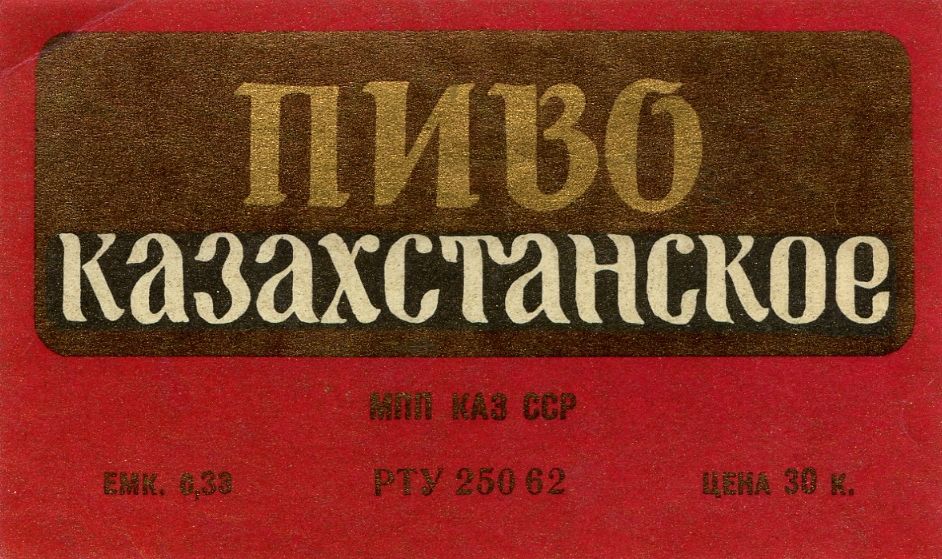 ПИВО
КАЗАХСТАНСКОЕ
МПП КАЗ ССР
ЕМК. 0,33 РТУ 250 62 ЦЕНА 30 к.